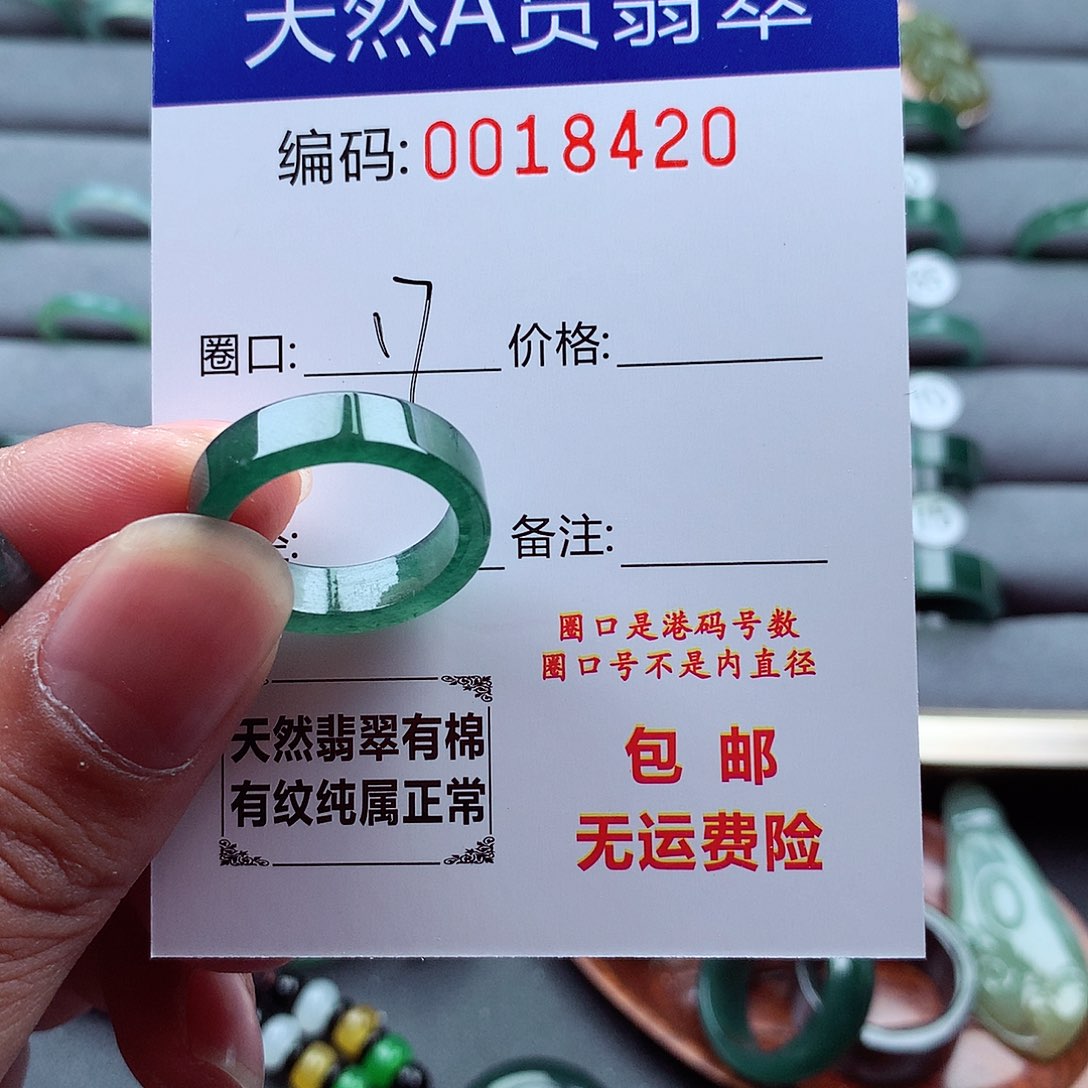 天然A货翡翠
编码: 0018420
圈口: 17 价格:
备注:
圈口是港码号数
圈口号不是内直径
天然翡翠有棉
有纹纯属正常
包 邮
无运费险